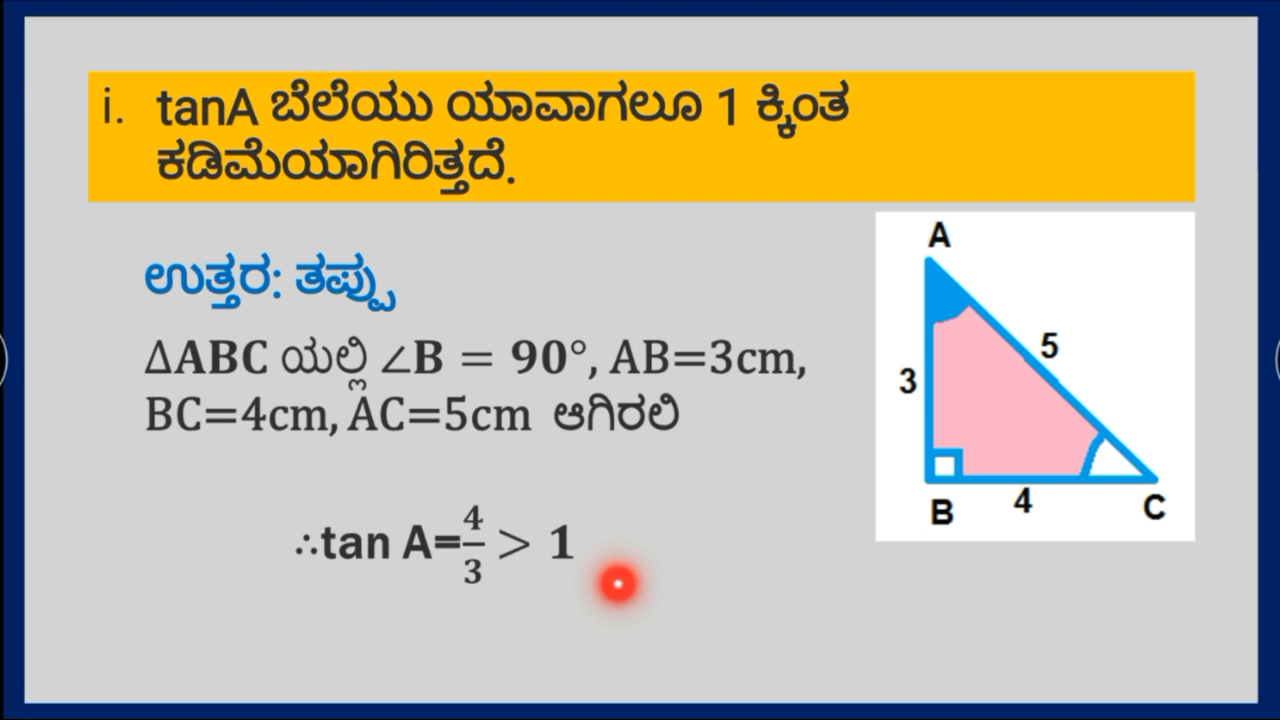 i. tanA ಬೆಲೆಯು ಯಾವಾಗಲೂ 1 ಕ್ಕಿಂತ
ಕಡಿಮೆಯಾಗಿರಿತ್ತದೆ.
ಉತ್ತರ: ತಪ್ಪು
ΔABC ಯಲ್ಲಿ ∠B = 90°, AB=3cm,
BC=4cm, AC=5cm ಆಗಿರಲಿ
∴tan A=4/3 > 1
A
5
3
B
4
C